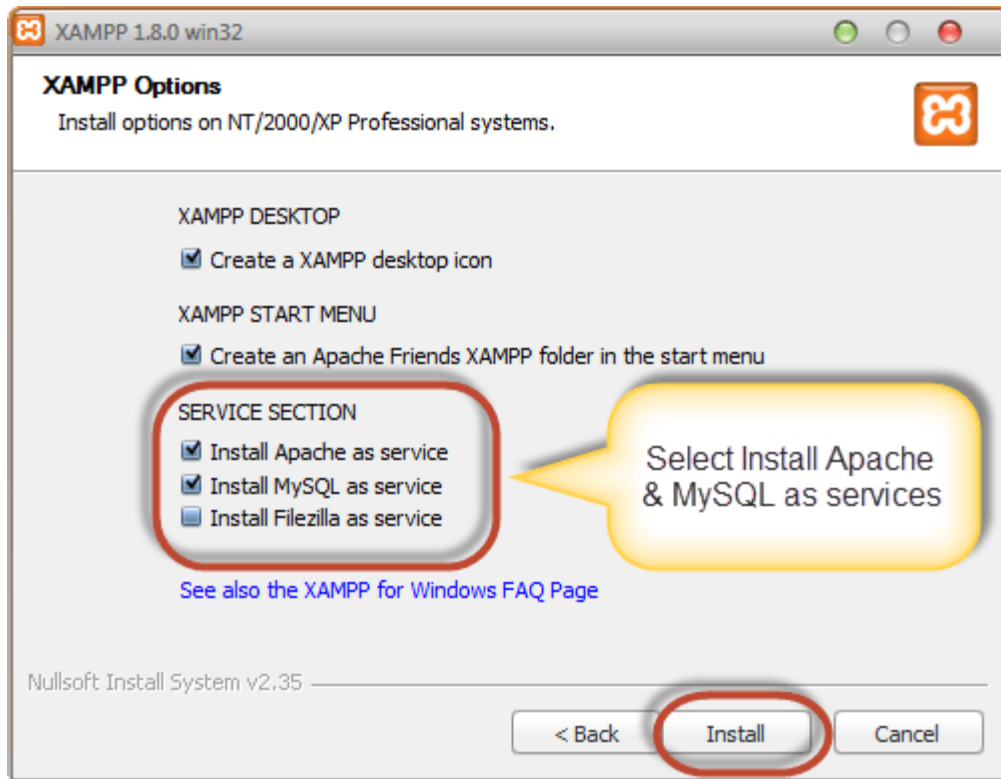 XAMPP 1.8.0 win32
XAMPP Options
Install options on NT/2000/XP Professional systems.
XAMPP DESKTOP
Create a XAMPP desktop icon
XAMPP START MENU
Create an Apache Friends XAMPP folder in the start menu
SERVICE SECTION
Install Apache as service
Install MySQL as service
Install Filezilla as service
Select Install Apache
& MySQL as services
See also the XAMPP for Windows FAQ Page
Nullsoft Install System v2.35
< Back
Install
Cancel